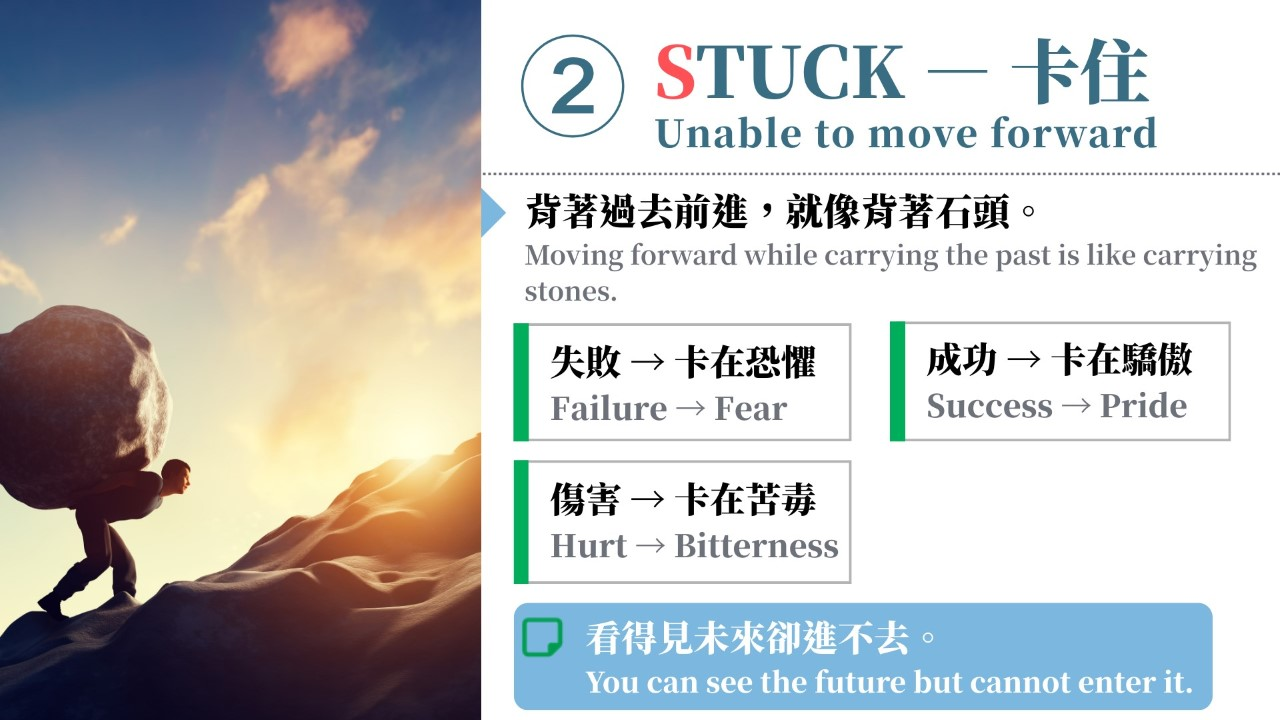 2
STUCK — 卡住
Unable to move forward
背著過去前進，就像背著石頭。
Moving forward while carrying the past is like carrying
stones.
失敗 → 卡在恐懼
Failure → Fear
成功 → 卡在驕傲
Success → Pride
傷害 → 卡在苦毒
Hurt → Bitterness
看得見未來卻進不去。
You can see the future but cannot enter it.